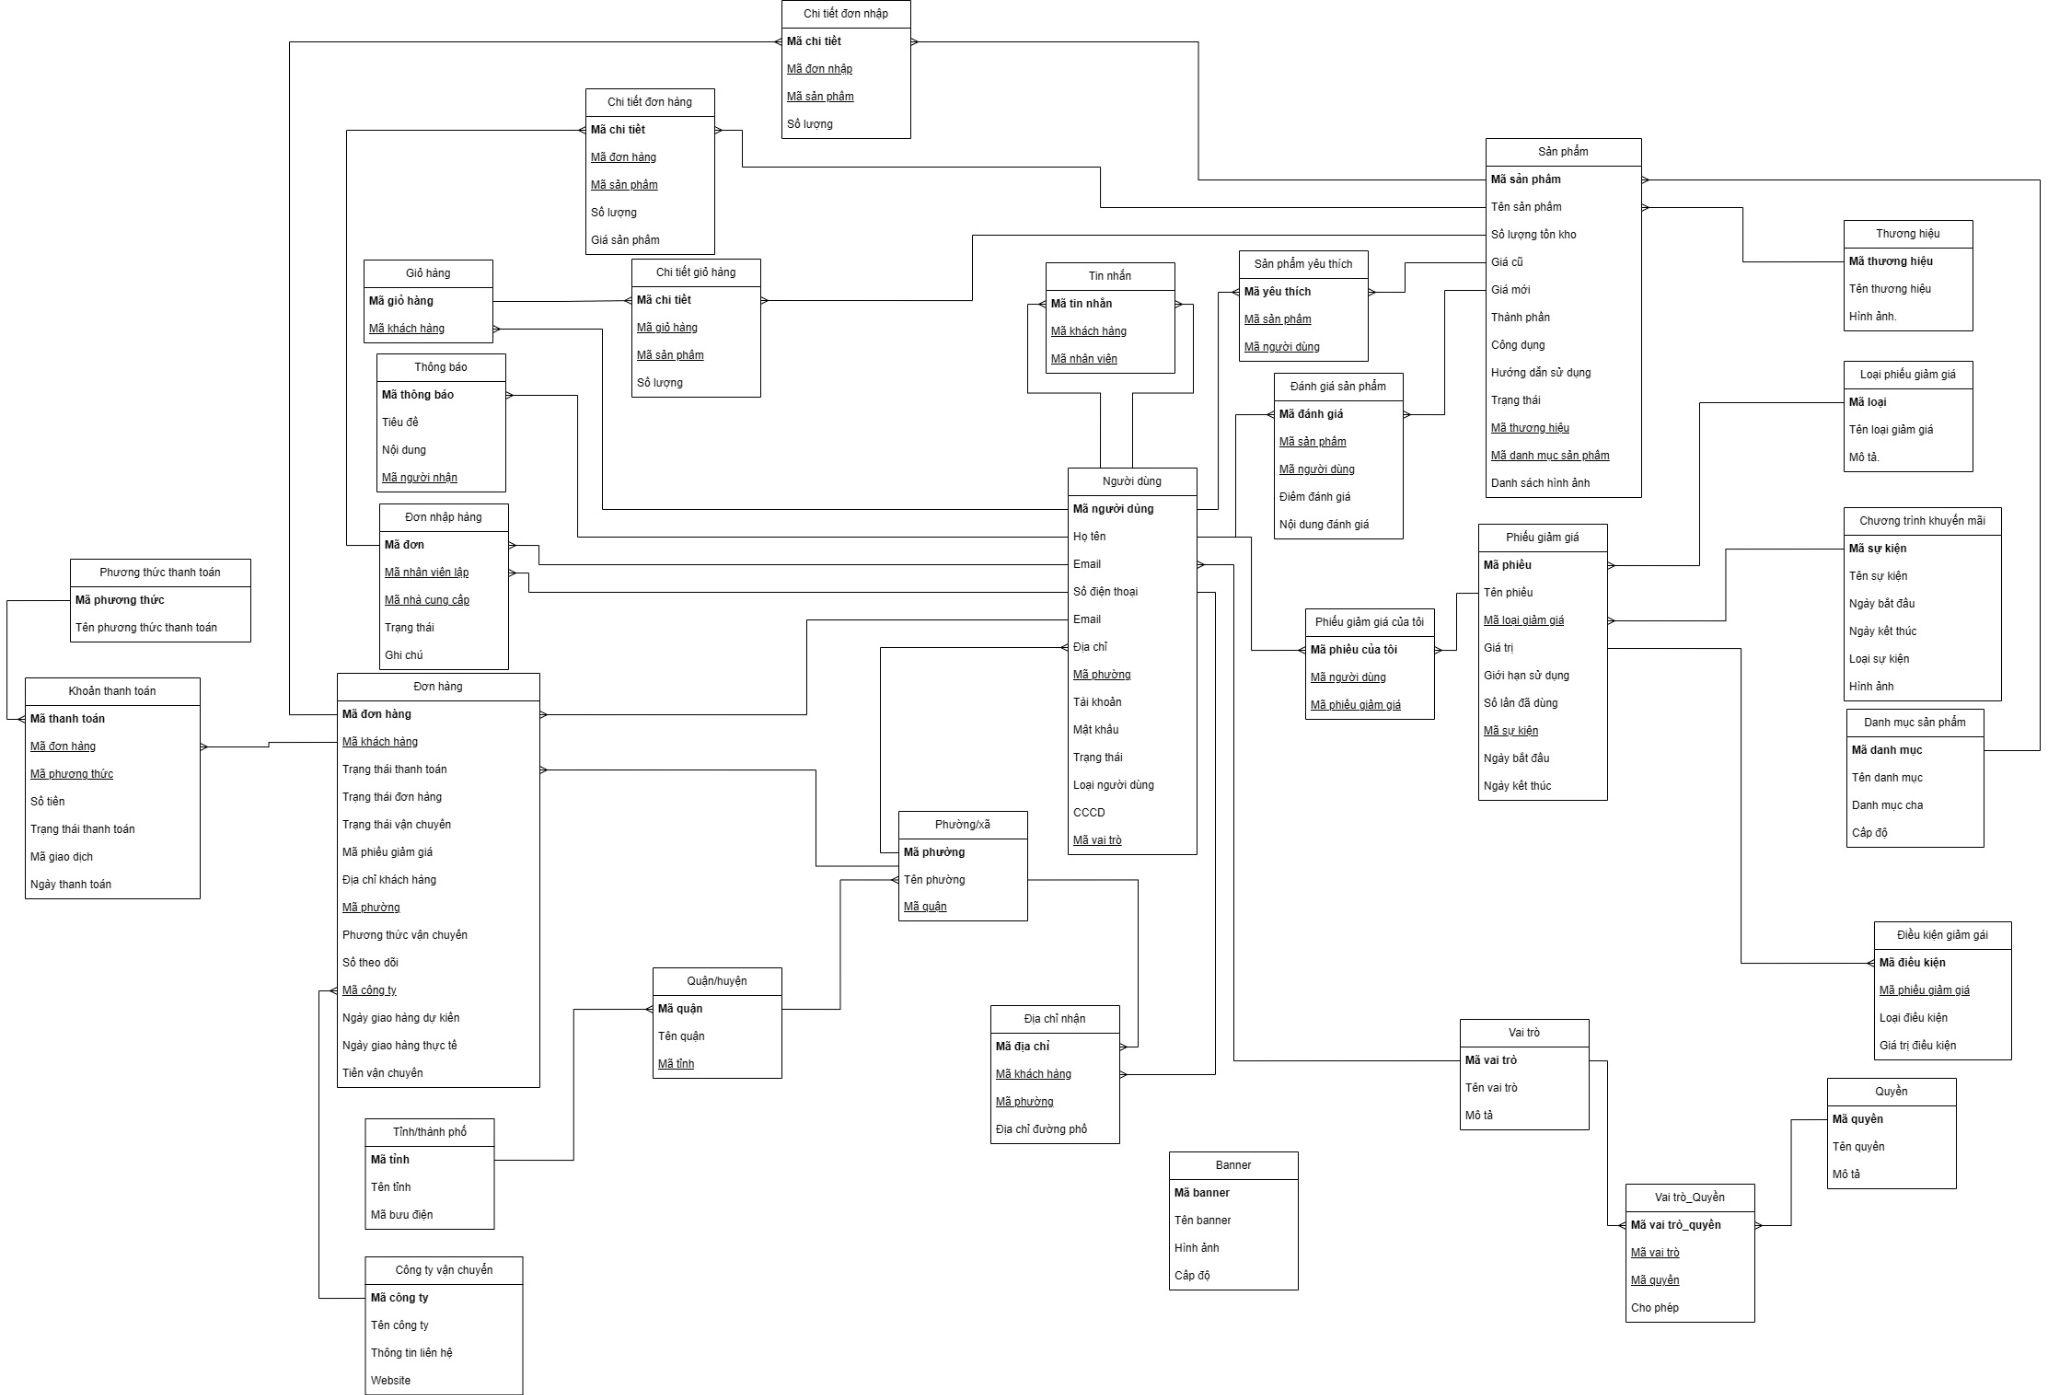 Chi tiết đơn nhập
Mã chi tiết
Mã đơn nhập
Mã sản phẩm
Số lượng
Chi tiết đơn hàng
Mã chi tiết
Mã đơn hàng
Mã sản phẩm
Số lượng
Giá sản phẩm
Sản phẩm
Mã sản phẩm
Tên sản phẩm
Số lượng tồn kho
Giá cũ
Giá mới
Thành phần
Công dụng
Hướng dẫn sử dụng
Trạng thái
Mã thương hiệu
Mã danh mục sản phẩm
Danh sách hình ảnh
Thương hiệu
Mã thương hiệu
Tên thương hiệu
Hình ảnh.
Giỏ hàng
Mã giỏ hàng
Mã khách hàng
Chi tiết giỏ hàng
Mã chi tiết
Mã giỏ hàng
Mã sản phẩm
Số lượng
Tin nhắn
Mã tin nhắn
Mã khách hàng
Mã nhân viên
Sản phẩm yêu thích
Mã yêu thích
Mã sản phẩm
Mã người dùng
Thông báo
Mã thông báo
Tiêu đề
Nội dung
Mã người nhận
Đánh giá sản phẩm
Mã đánh giá
Mã sản phẩm
Mã người dùng
Điểm đánh giá
Nội dung đánh giá
Loại phiếu giảm giá
Mã loại
Tên loại giảm giá
Mô tả.
Người dùng
Mã người dùng
Họ tên
Email
Số điện thoại
Email
Địa chỉ
Mã phường
Tài khoản
Mật khẩu
Trạng thái
Loại người dùng
CCCD
Mã vai trò
Đơn nhập hàng
Mã đơn
Mã nhân viên lập
Mã nhà cung cấp
Trạng thái
Ghi chú
Phiếu giảm giá
Mã phiếu
Tên phiếu
Mã loại giảm giá
Giá trị
Giới hạn sử dụng
Số lần đã dùng
Mã sự kiện
Ngày bắt đầu
Ngày kết thúc
Chương trình khuyến mãi
Mã sự kiện
Tên sự kiện
Ngày bắt đầu
Ngày kết thúc
Loại sự kiện
Hình ảnh
Phương thức thanh toán
Mã phương thức
Tên phương thức thanh toán
Phiếu giảm giá của tôi
Mã phiếu của tôi
Mã người dùng
Mã phiếu giảm giá
Khoản thanh toán
Mã thanh toán
Mã đơn hàng
Mã phương thức
Số tiền
Trạng thái thanh toán
Mã giao dịch
Ngày thanh toán
Đơn hàng
Mã đơn hàng
Mã khách hàng
Trạng thái thanh toán
Trạng thái đơn hàng
Trạng thái vận chuyển
Mã phiếu giảm giá
Địa chỉ khách hàng
Mã phường
Phương thức vận chuyển
Số theo dõi
Mã công ty
Ngày giao hàng dự kiến
Ngày giao hàng thực tế
Tiền vận chuyển
Danh mục sản phẩm
Mã danh mục
Tên danh mục
Danh mục cha
Cấp độ
Phường/xã
Mã phường
Tên phường
Mã quận
Quận/huyện
Mã quận
Tên quận
Mã tỉnh
Địa chỉ nhận
Mã địa chỉ
Mã khách hàng
Mã phường
Địa chỉ đường phố
Điều kiện giảm gái
Mã điều kiện
Mã phiếu giảm giá
Loại điều kiện
Giá trị điều kiện
Vai trò
Mã vai trò
Tên vai trò
Mô tả
Quyền
Mã quyền
Tên quyền
Mô tả
Tỉnh/thành phố
Mã tỉnh
Tên tỉnh
Mã bưu điện
Banner
Mã banner
Tên banner
Hình ảnh
Cấp độ
Vai trò_Quyền
Mã vai trò_quyền
Mã vai trò
Mã quyền
Cho phép
Công ty vận chuyển
Mã công ty
Tên công ty
Thông tin liên hệ
Website